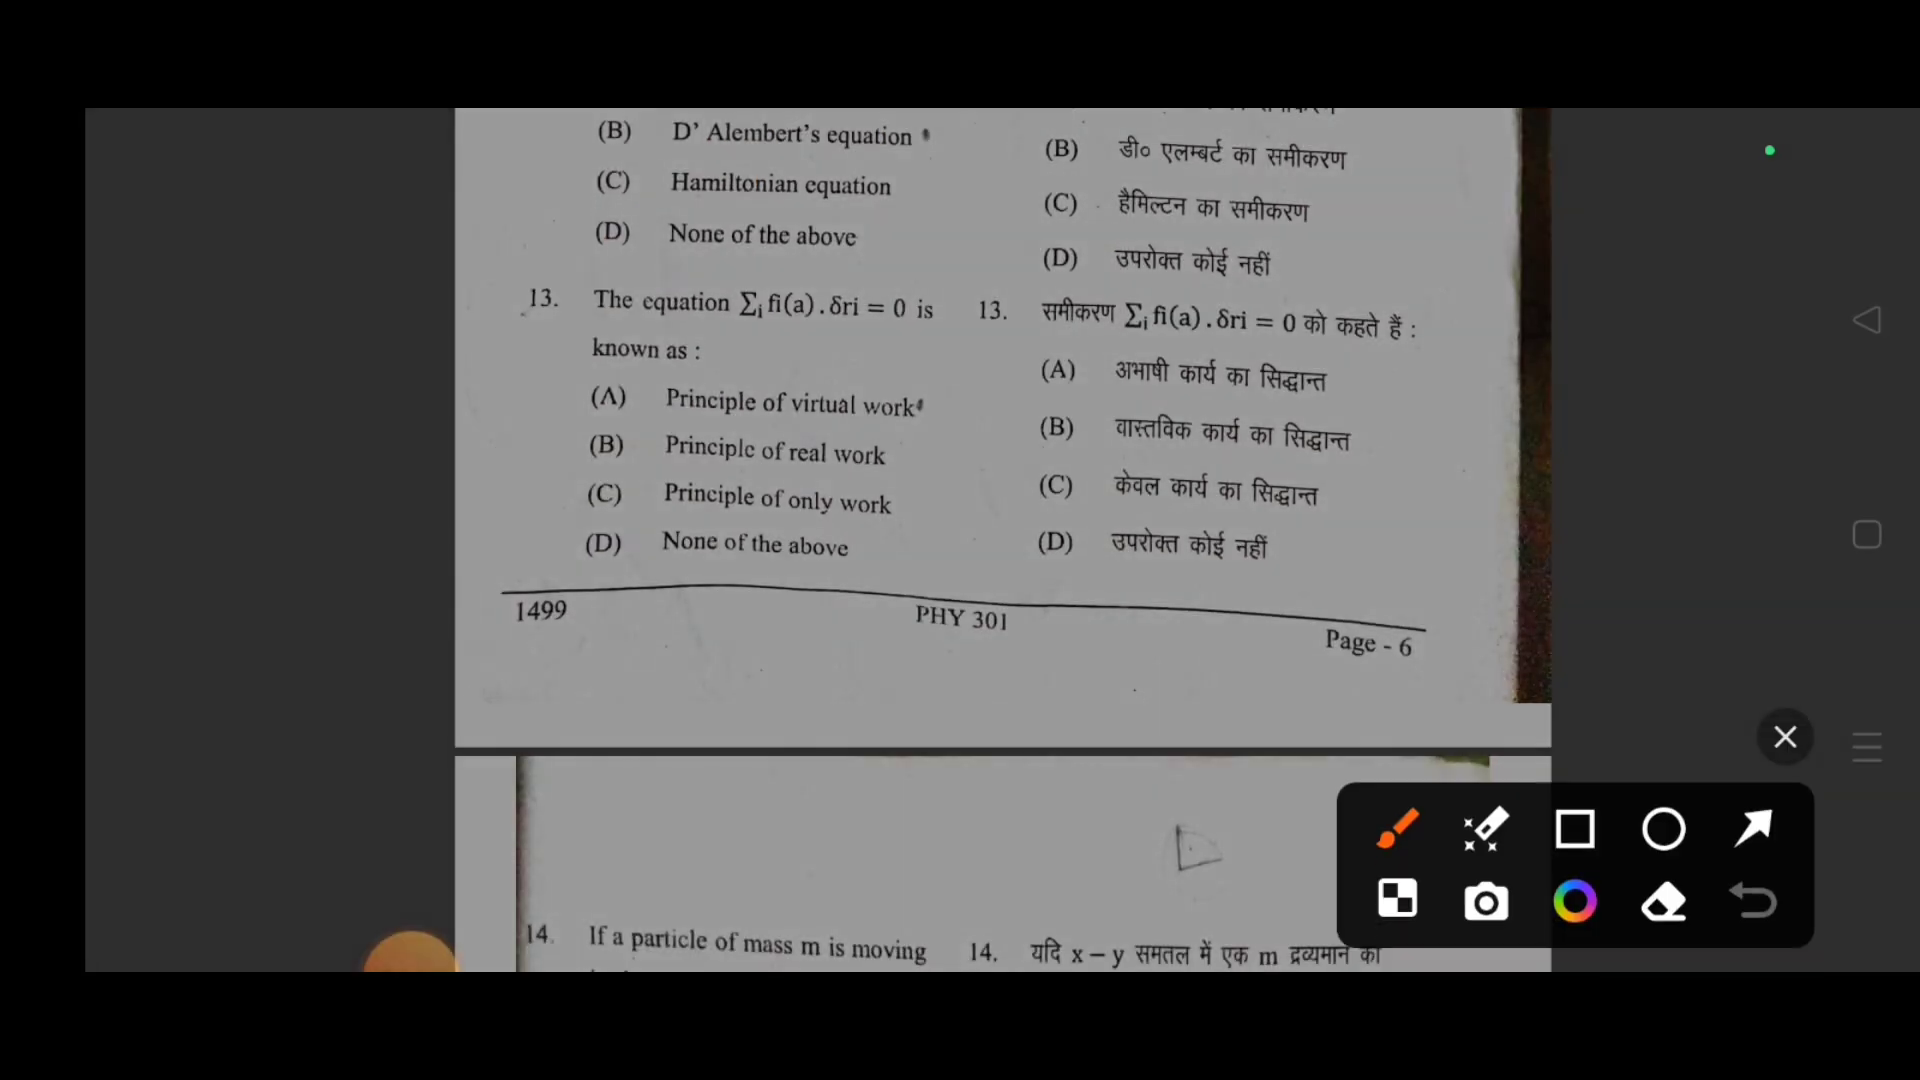 (B) D' Alembert's equation
(C) Hamiltonian equation
(D) None of the above
13. The equation Σi fi(a) . δri = 0 is
known as :
(A) Principle of virtual work
(B) Principle of real work
(C) Principle of only work
(D) None of the above
(B) डी० एलम्बर्ट का समीकरण
(C) हैमिल्टन का समीकरण
(D) उपरोक्त कोई नहीं
13. समीकरण Σi fi(a) . δri = 0 को कहते हैं :
(A) अभाषी कार्य का सिद्धान्त
(B) वास्तविक कार्य का सिद्धान्त
(C) केवल कार्य का सिद्धान्त
(D) उपरोक्त कोई नहीं
1499 PHY 301 Page - 6
14. If a particle of mass m is moving
14. यदि x – y समतल में एक m द्रव्यमान का